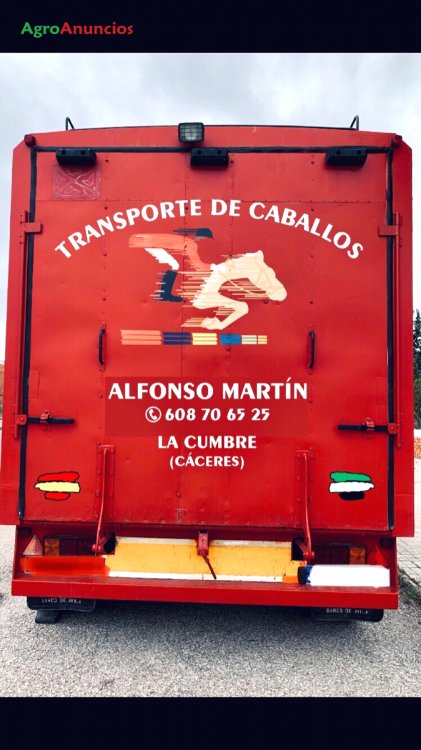 AgroAnuncios
TRANSPORTE DE CABALLOS
ALFONSO MARTÍN
608 70 65 25
LA CUMBRE
(CÁCERES)